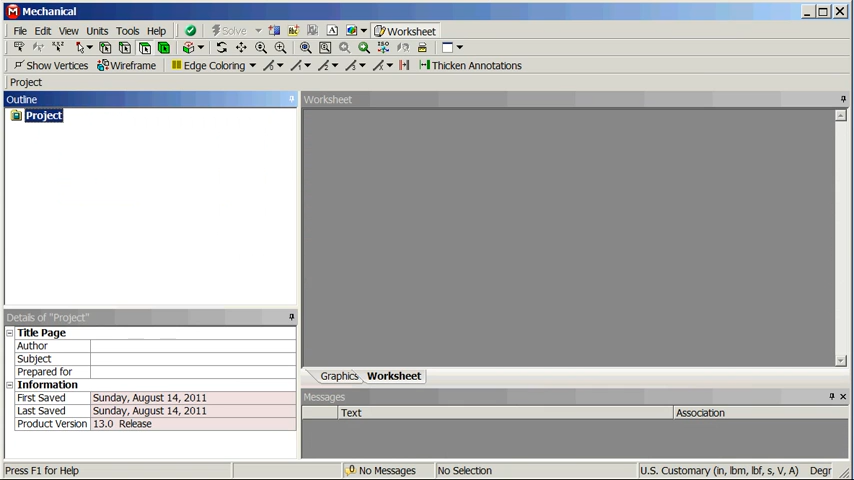 Mechanical
File Edit View Units Tools Help Solve Worksheet
Show Vertices Wireframe Edge Coloring Thicken Annotations
Project
Outline
Project
Worksheet
Details of "Project"
Title Page
Author
Subject
Prepared for
Information
First Saved Sunday, August 14, 2011
Last Saved Sunday, August 14, 2011
Product Version 13.0 Release
Graphics Worksheet
Messages
Text Association
Press F1 for Help No Messages No Selection U.S. Customary (in, lbm, lbf, s, V, A) Degr